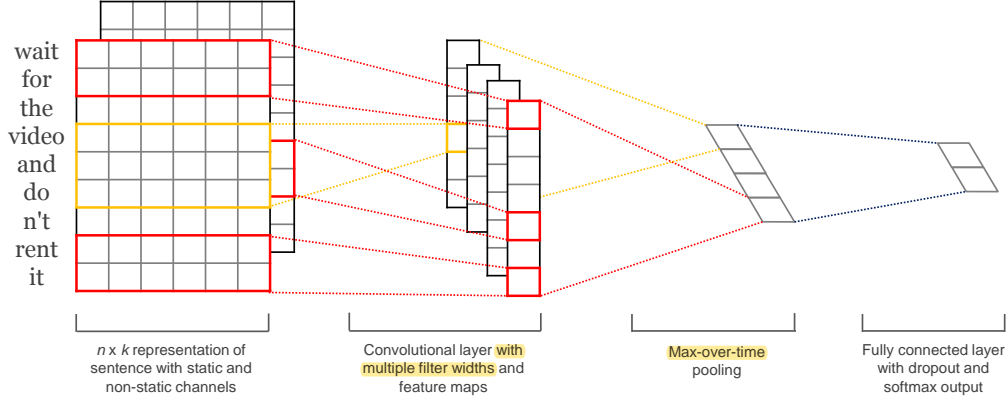 wait
for
the
video
and
do
n't
rent
it
n x k representation of
sentence with static and
non-static channels
Convolutional layer with
multiple filter widths and
feature maps
Max-over-time
pooling
Fully connected layer
with dropout and
softmax output